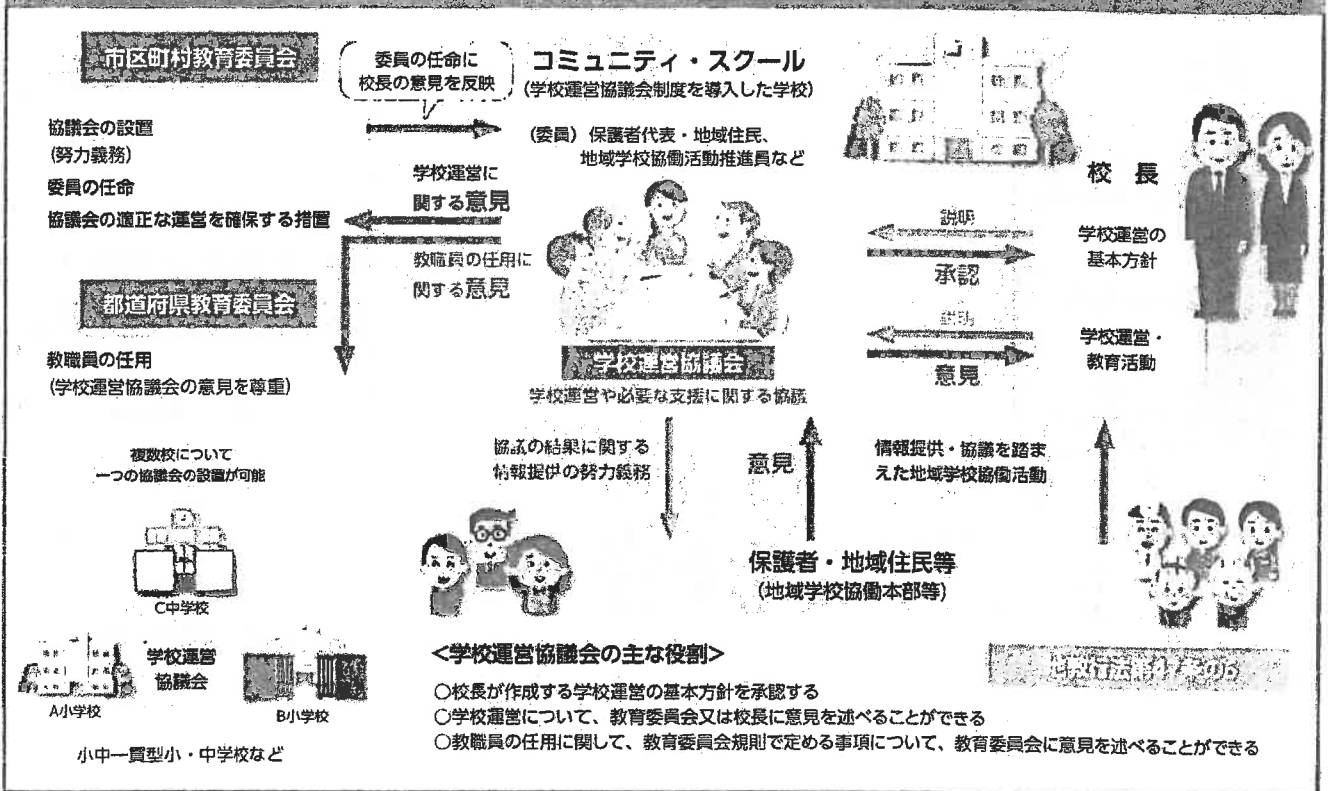 市区町村教育委員会
協議会の設置
(努力義務)
委員の任命
協議会の適正な運営を確保する措置
都道府県教育委員会
教職員の任用
(学校運営協議会の意見を尊重)
委員の任命に
校長の意見を反映
学校運営に
関する意見
教職員の任用に
関する意見
コミュニティ・スクール
(学校運営協議会制度を導入した学校)
(委員) 保護者代表・地域住民、
地域学校協働活動推進員など
学校運営協議会
学校運営や必要な支援に関する協議
校長
説明
承認
学校運営の
基本方針
説明
意見
学校運営・
教育活動
複数校について
一つの協議会の設置が可能
C中学校
学校運営
協議会
A小学校
B小学校
小中一貫型小・中学校など
協議の結果に関する
情報提供の努力義務
意見
情報提供・協議を踏ま
えた地域学校協働活動
保護者・地域住民等
(地域学校協働本部等)
<学校運営協議会の主な役割>
○校長が作成する学校運営の基本方針を承認する
○学校運営について、教育委員会又は校長に意見を述べることができる
○教職員の任用に関して、教育委員会規則で定める事項について、教育委員会に意見を述べることができる
地教行法第47条の5